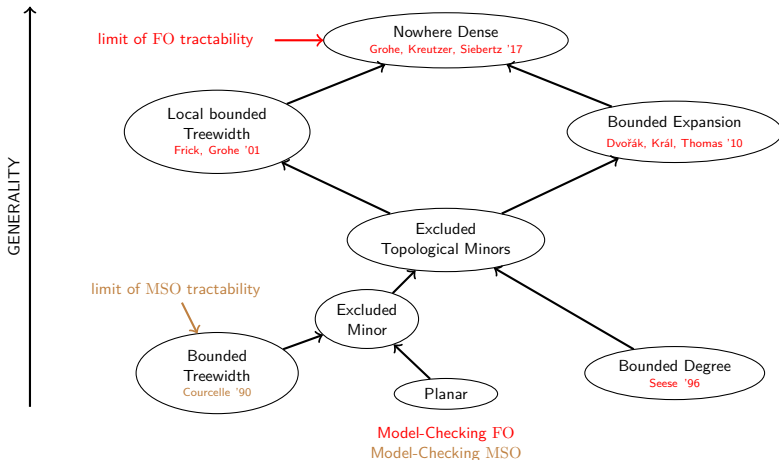 limit of FO tractability
Nowhere Dense
Grohe, Kreutzer, Siebertz '17
Local bounded
Treewidth
Frick, Grohe '01
Bounded Expansion
Dvořák, Král, Thomas '10
GENERALITY
Excluded
Topological Minors
limit of MSO tractability
Excluded
Minor
Bounded
Treewidth
Courcelle '90
Planar
Bounded Degree
Seese '96
Model-Checking FO
Model-Checking MSO